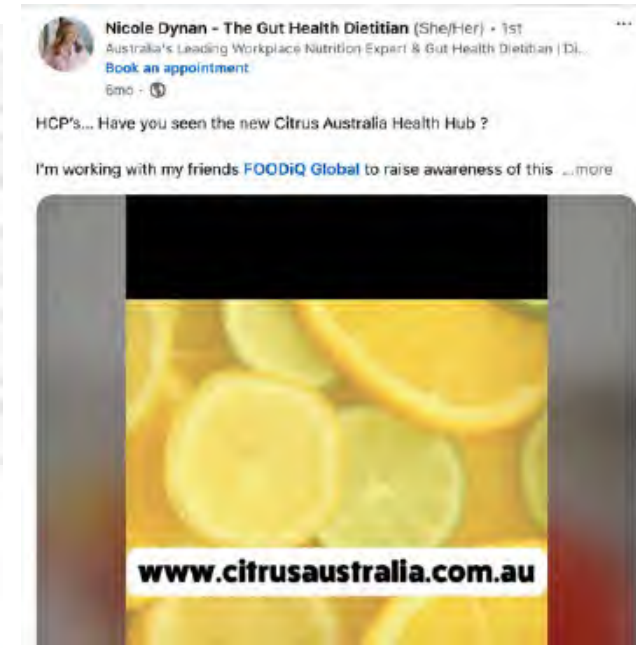 Nicole Dynan - The Gut Health Dietitian (She/Her) • 1st
Australia's Leading Workplace Nutrition Expert & Gut Health Dietitian | Di...
Book an appointment
6mo •
HCP's... Have you seen the new Citrus Australia Health Hub ?
I'm working with my friends FOODiQ Global to raise awareness of this ...more
www.citrusaustralia.com.au